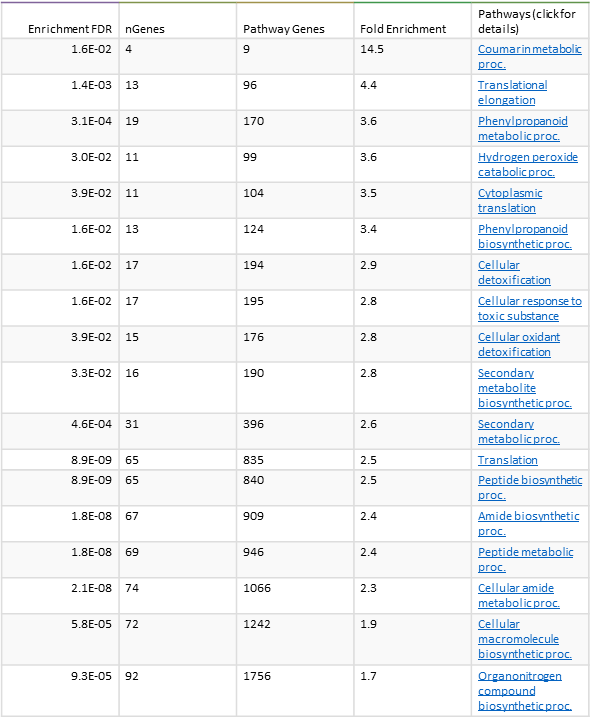 Enrichment FDR nGenes Pathway Genes Fold Enrichment Pathways (click for
details)
1.6E-02 4 9 14.5 Coumarin metabolic
proc.
1.4E-03 13 96 4.4 Translational
elongation
3.1E-04 19 170 3.6 Phenylpropanoid
metabolic proc.
3.0E-02 11 99 3.6 Hydrogen peroxide
catabolic proc.
3.9E-02 11 104 3.5 Cytoplasmic
translation
1.6E-02 13 124 3.4 Phenylpropanoid
biosynthetic proc.
1.6E-02 17 194 2.9 Cellular
detoxification
1.6E-02 17 195 2.8 Cellular response to
toxic substance
3.9E-02 15 176 2.8 Cellular oxidant
detoxification
3.3E-02 16 190 2.8 Secondary
metabolite
biosynthetic proc.
4.6E-04 31 396 2.6 Secondary
metabolic proc.
8.9E-09 65 835 2.5 Translation
8.9E-09 65 840 2.5 Peptide biosynthetic
proc.
1.8E-08 67 909 2.4 Amide biosynthetic
proc.
1.8E-08 69 946 2.4 Peptide metabolic
proc.
2.1E-08 74 1066 2.3 Cellular amide
metabolic proc.
5.8E-05 72 1242 1.9 Cellular
macromolecule
biosynthetic proc.
9.3E-05 92 1756 1.7 Organonitrogen
compound
biosynthetic proc.